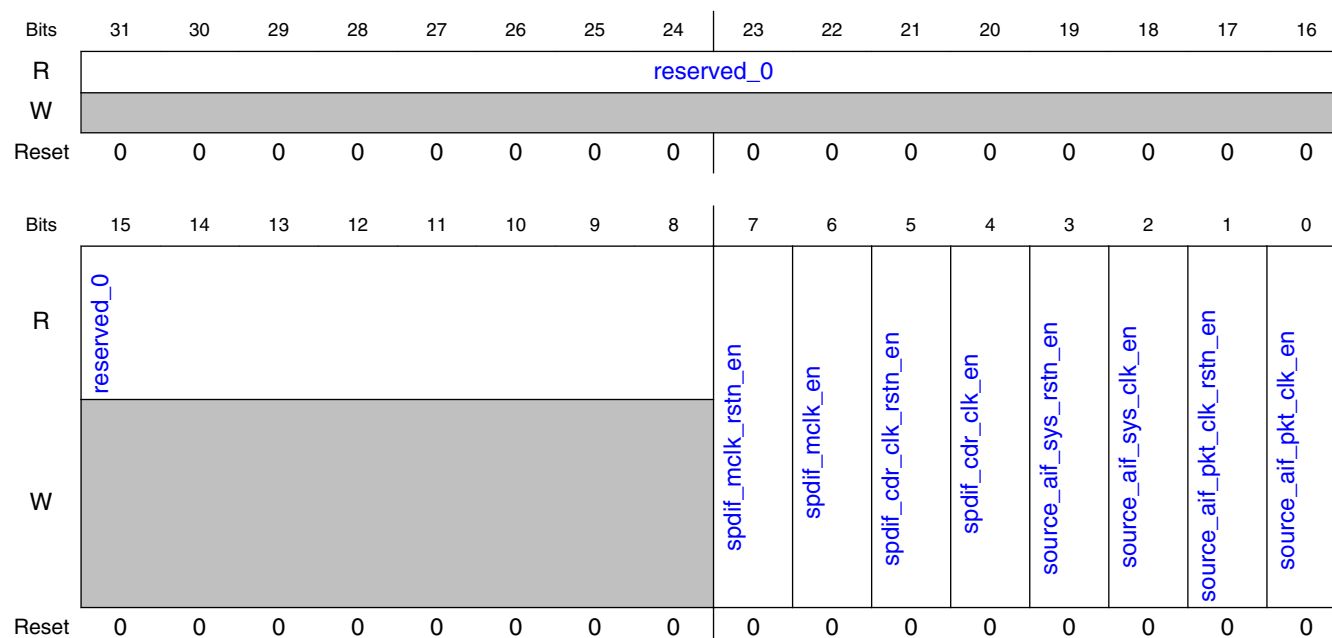 Bits 31 30 29 28 27 26 25 24 23 22 21 20 19 18 17 16
R reserved_0
W
Reset 0 0 0 0 0 0 0 0 0 0 0 0 0 0 0 0
Bits 15 14 13 12 11 10 9 8 7 6 5 4 3 2 1 0
R
W
reserved_0
spdif_mclk_rstn_en
spdif_mclk_en
spdif_cdr_clk_rstn_en
spdif_cdr_clk_en
source_aif_sys_rstn_en
source_aif_sys_clk_en
source_aif_pkt_clk_rstn_en
source_aif_pkt_clk_en
Reset 0 0 0 0 0 0 0 0 0 0 0 0 0 0 0 0